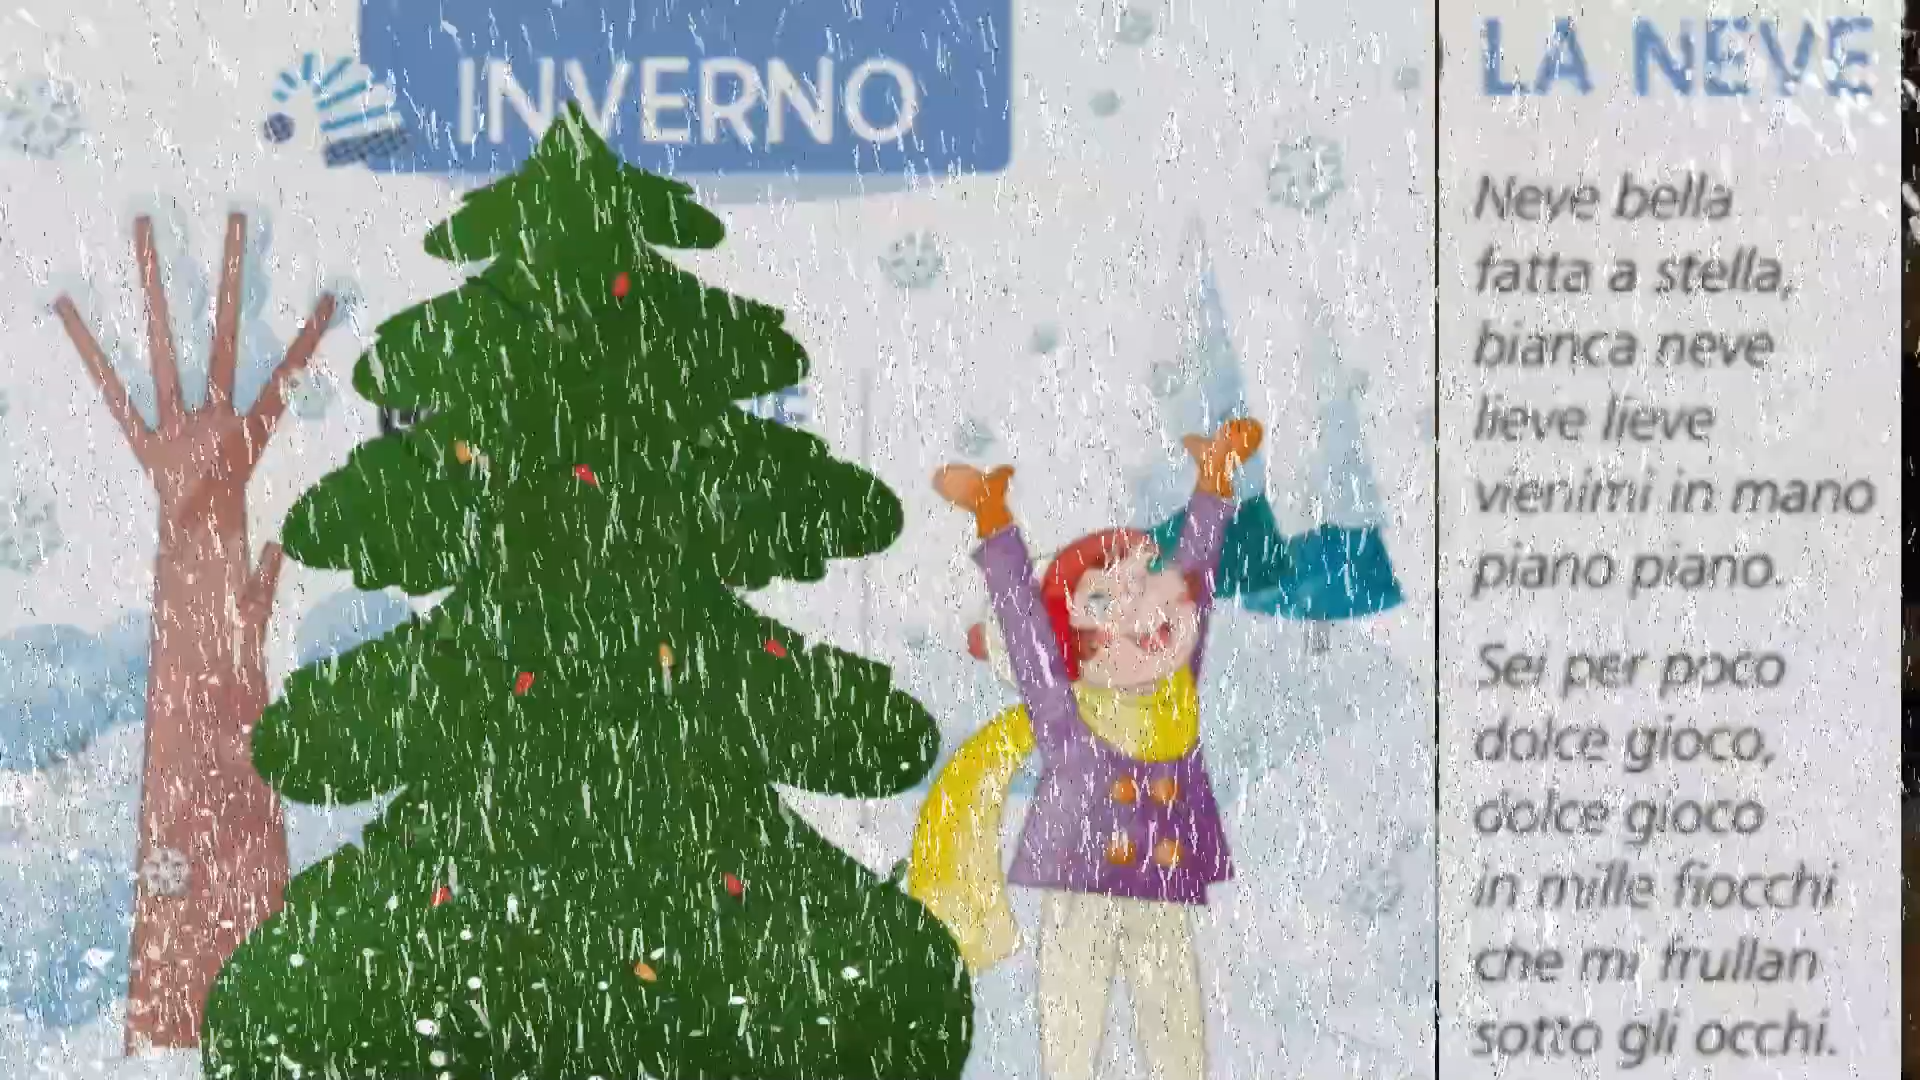 INVERNO
LA NEVE
Neve bella
fatta a stella,
bianca neve
lieve lieve
vienimi in mano
piano piano.
Sei per poco
dolce gioco,
dolce gioco
in mille fiocchi
che mi frullan
sotto gli occhi.